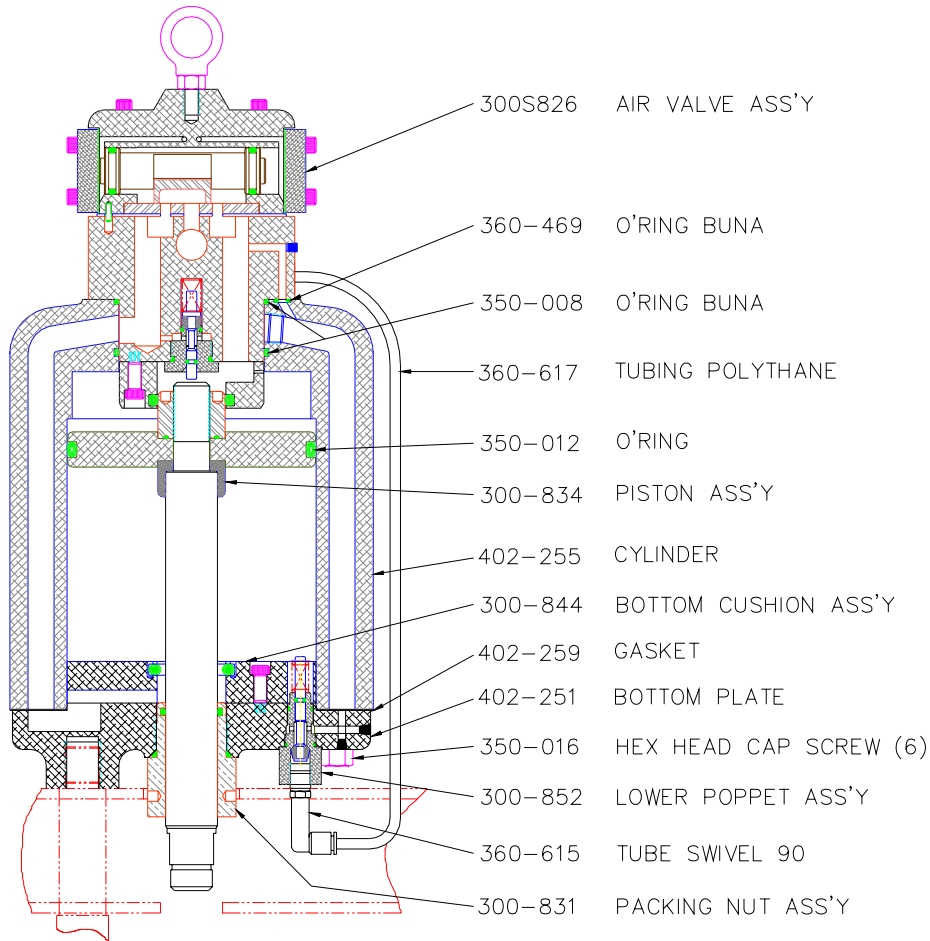 300S826 AIR VALVE ASS'Y
360-469 O'RING BUNA
350-008 O'RING BUNA
360-617 TUBING POLYTHANE
350-012 O'RING
300-834 PISTON ASS'Y
402-255 CYLINDER
300-844 BOTTOM CUSHION ASS'Y
402-259 GASKET
402-251 BOTTOM PLATE
350-016 HEX HEAD CAP SCREW (6)
300-852 LOWER POPPET ASS'Y
360-615 TUBE SWIVEL 90
300-831 PACKING NUT ASS'Y